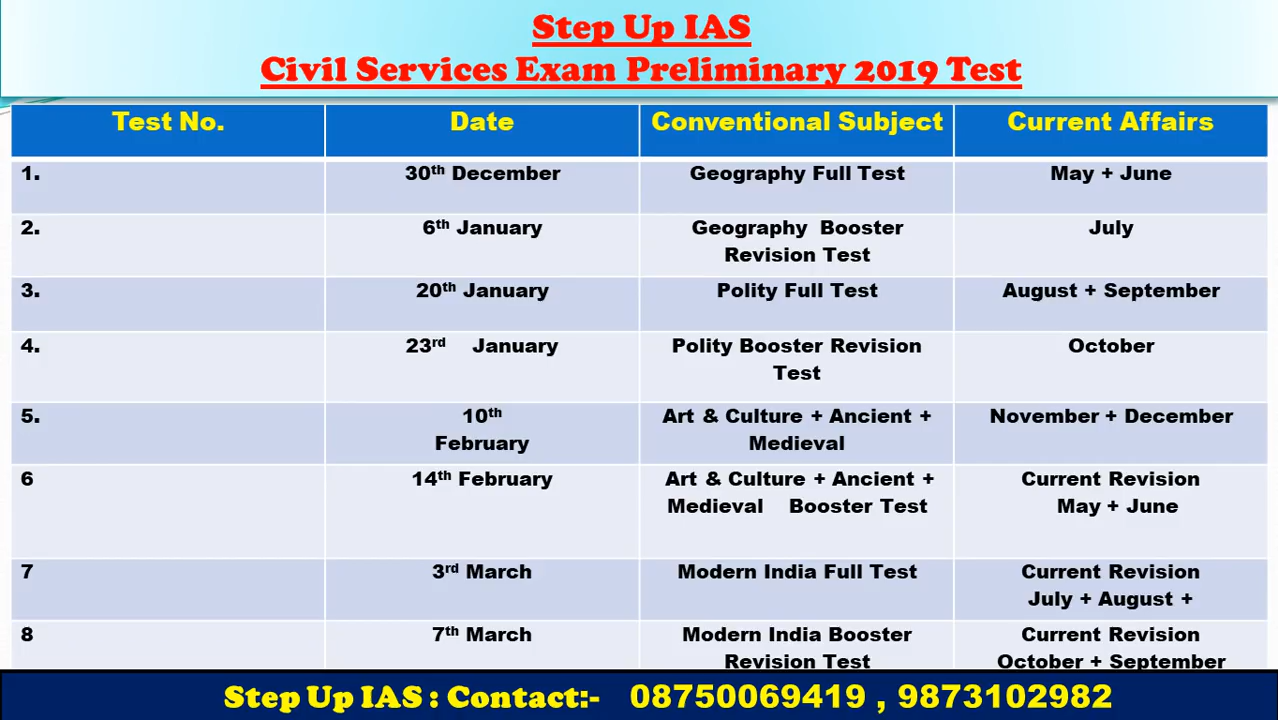 Step Up IAS
Civil Services Exam Preliminary 2019 Test
Test No. Date Conventional Subject Current Affairs
1. 30th December Geography Full Test May + June
2. 6th January Geography Booster July
Revision Test
3. 20th January Polity Full Test August + September
4. 23rd January Polity Booster Revision October
Test
5. 10th Art & Culture + Ancient + November + December
February Medieval
6 14th February Art & Culture + Ancient + Current Revision
Medieval Booster Test May + June
7 3rd March Modern India Full Test Current Revision
July + August +
8 7th March Modern India Booster Current Revision
Revision Test October + September
Step Up IAS : Contact:- 08750069419 , 9873102982